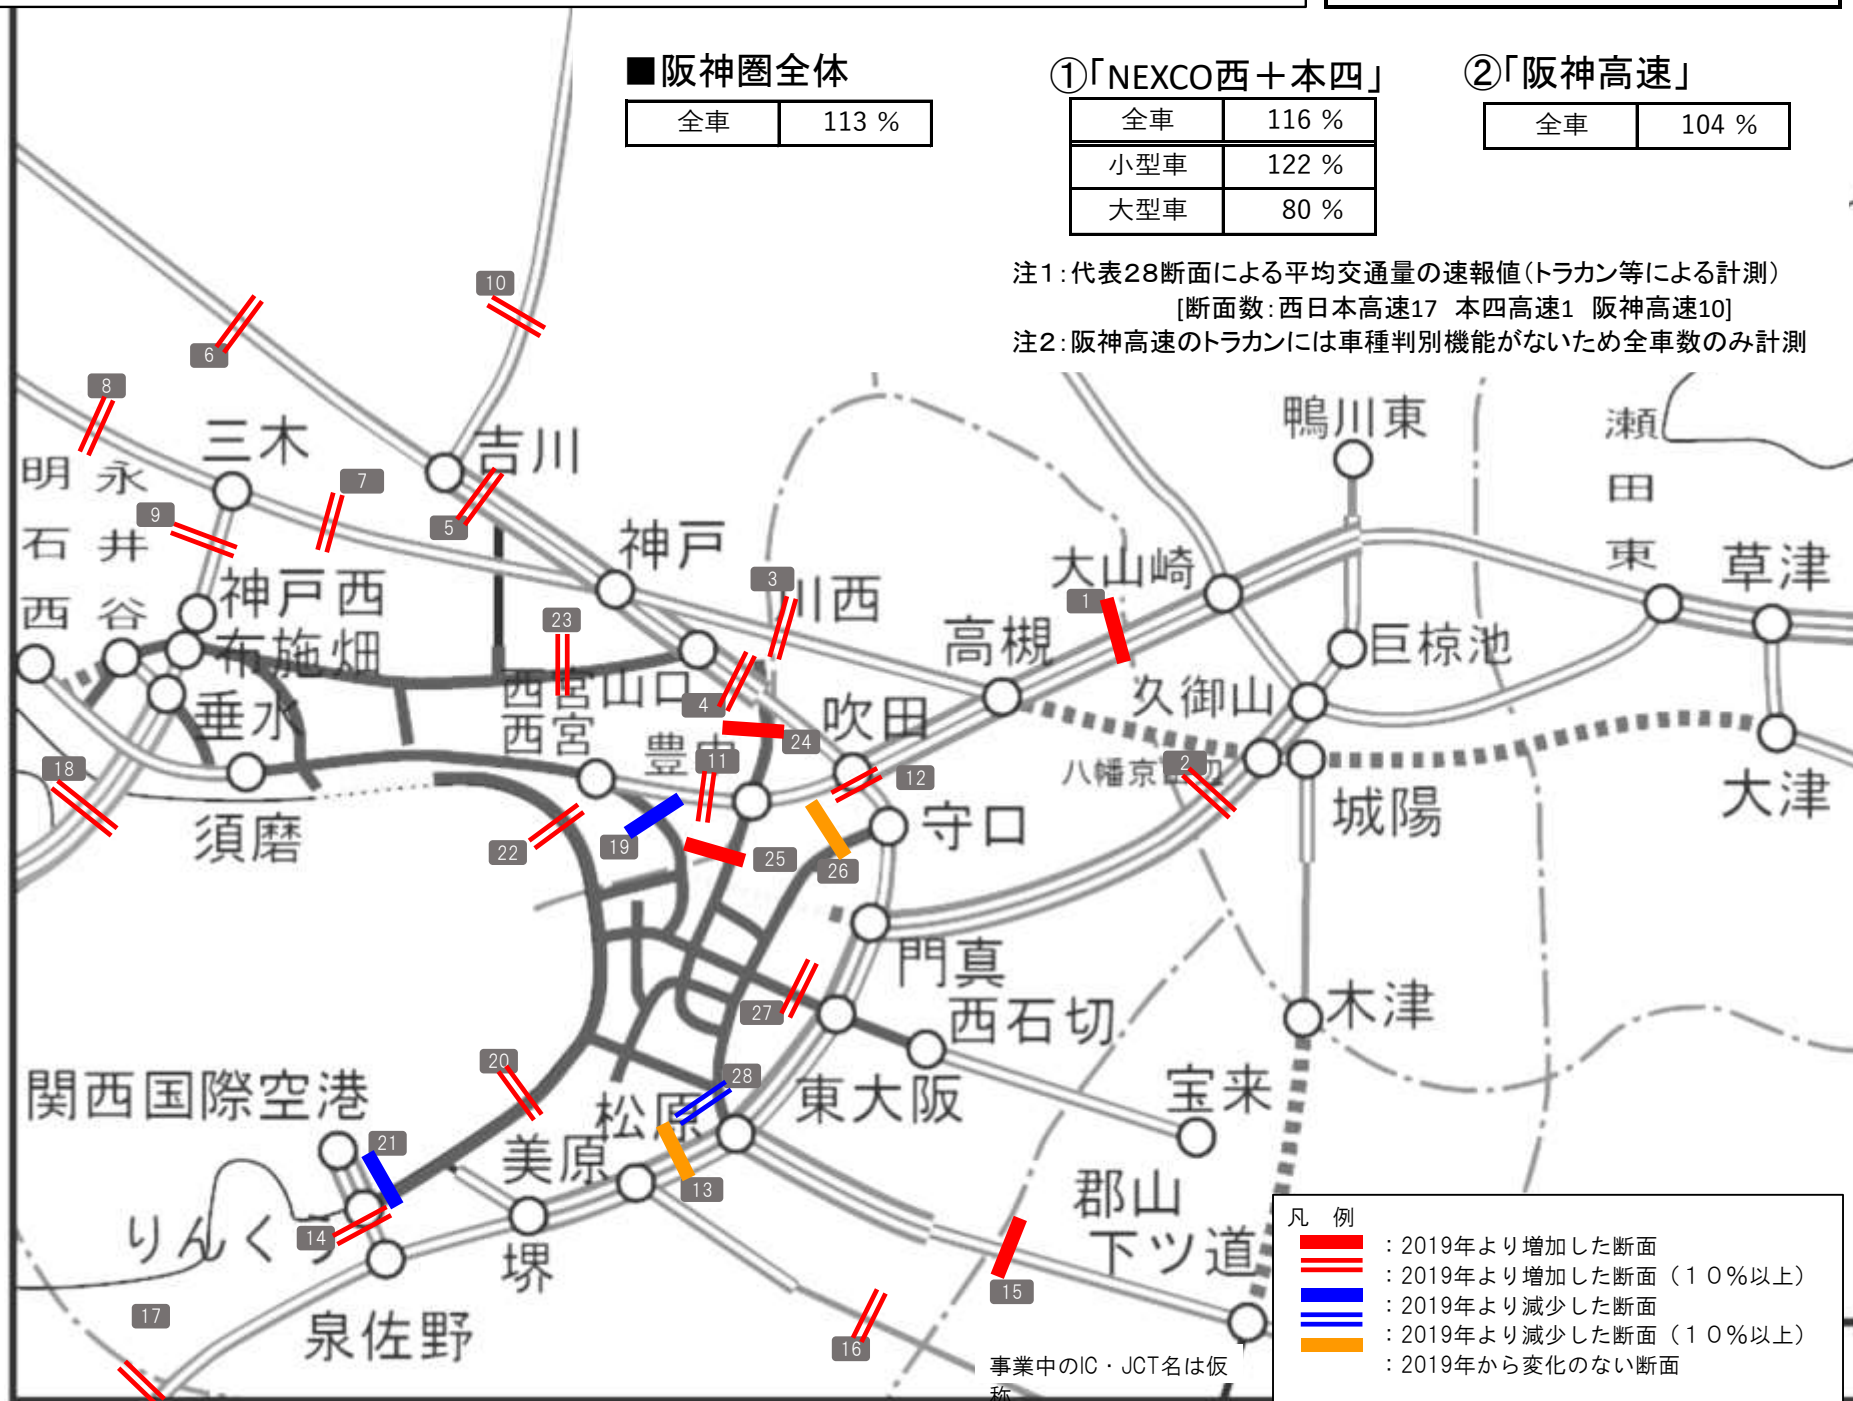 ■阪神圏全体
全車 113 %
①「NEXCO西＋本四」
全車 116 %
小型車 122 %
大型車 80 %
②「阪神高速」
全車 104 %
注１：代表２８断面による平均交通量の速報値（トラカン等による計測）
[断面数：西日本高速17 本四高速1 阪神高速10]
注２：阪神高速のトラカンには車種判別機能がないため全車数のみ計測
10
6
8
三木
吉川
鴨川東
瀬田東
明石西
永井谷
7
9
5
神戸
3
川西
大山崎
1
草津
神戸西
布施畑
23
高槻
巨椋池
西宮山口
西宮
4
久御山
垂水
豊中
吹田
24
11
12
18
八幡京田辺
2
城陽
大津
須磨
22
19
25
26
守口
門真
27
西石切
木津
20
28
関西国際空港
松原
東大阪
宝来
21
美原
13
郡山下ツ道
14
りんくう
堺
15
17
泉佐野
16
事業中のIC・JCT名は仮
称
凡 例
：2019年より増加した断面
：2019年より増加した断面（１０％以上）
：2019年より減少した断面
：2019年より減少した断面（１０％以上）
：2019年から変化のない断面